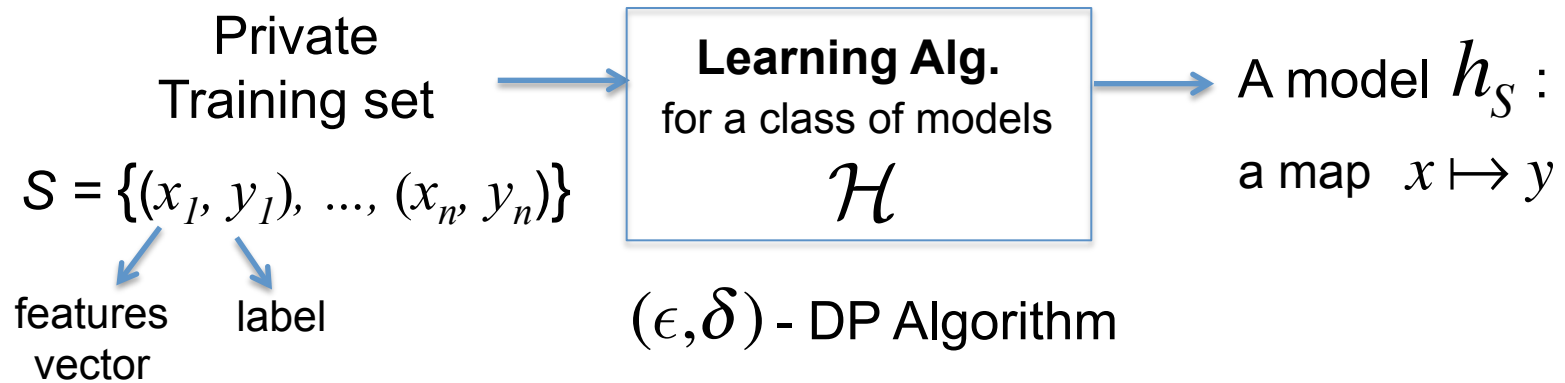 Private
Training set
S = {(x₁, y₁), ..., (xₙ, yₙ)}
features
vector
label
Learning Alg.
for a class of models
ℋ
(ϵ,δ) - DP Algorithm
A model h_S :
a map x ↦ y